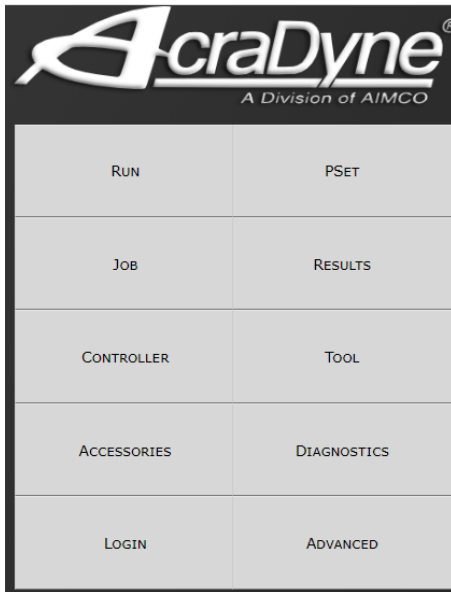 AcraDyne®
A Division of AIMCO
Run PSet
Job Results
Controller Tool
Accessories Diagnostics
Login Advanced